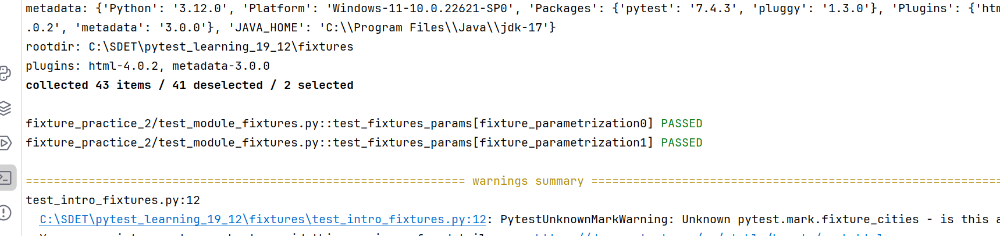 metadata: {'Python': '3.12.0', 'Platform': 'Windows-11-10.0.22621-SP0', 'Packages': {'pytest': '7.4.3', 'pluggy': '1.3.0'}, 'Plugins': {'htm
.0.2', 'metadata': '3.0.0'}, 'JAVA_HOME': 'C:\\Program Files\\Java\\jdk-17'}
rootdir: C:\SDET\pytest_learning_19_12\fixtures
plugins: html-4.0.2, metadata-3.0.0
collected 43 items / 41 deselected / 2 selected
fixture_practice_2/test_module_fixtures.py::test_fixtures_params[fixture_parametrization0] PASSED
fixture_practice_2/test_module_fixtures.py::test_fixtures_params[fixture_parametrization1] PASSED
=============================================================== warnings summary ===========================================================
test_intro_fixtures.py:12
C:\SDET\pytest_learning_19_12\fixtures\test_intro_fixtures.py:12: PytestUnknownMarkWarning: Unknown pytest.mark.fixture_cities - is this a